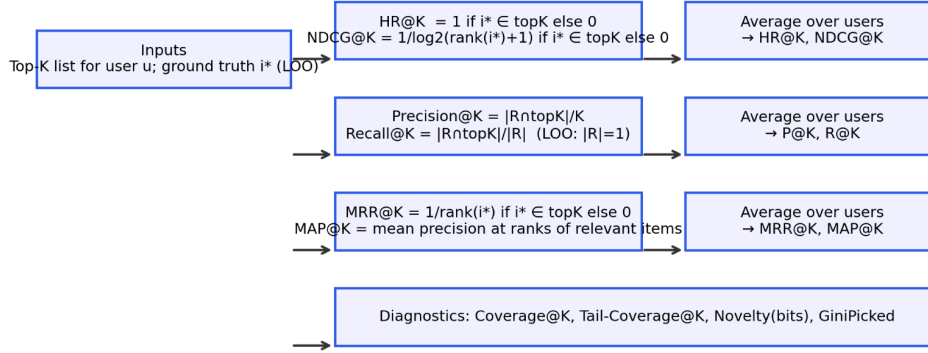 Inputs
Top-K list for user u; ground truth i* (LOO)
HR@K  = 1 if i* ∈ topK else 0
NDCG@K = 1/log2(rank(i*)+1) if i* ∈ topK else 0
Average over users
→ HR@K, NDCG@K
Precision@K = |R∩topK|/K
Recall@K = |R∩topK|/|R|  (LOO: |R|=1)
Average over users
→ P@K, R@K
MRR@K = 1/rank(i*) if i* ∈ topK else 0
MAP@K = mean precision at ranks of relevant items
Average over users
→ MRR@K, MAP@K
Diagnostics: Coverage@K, Tail-Coverage@K, Novelty(bits), GiniPicked